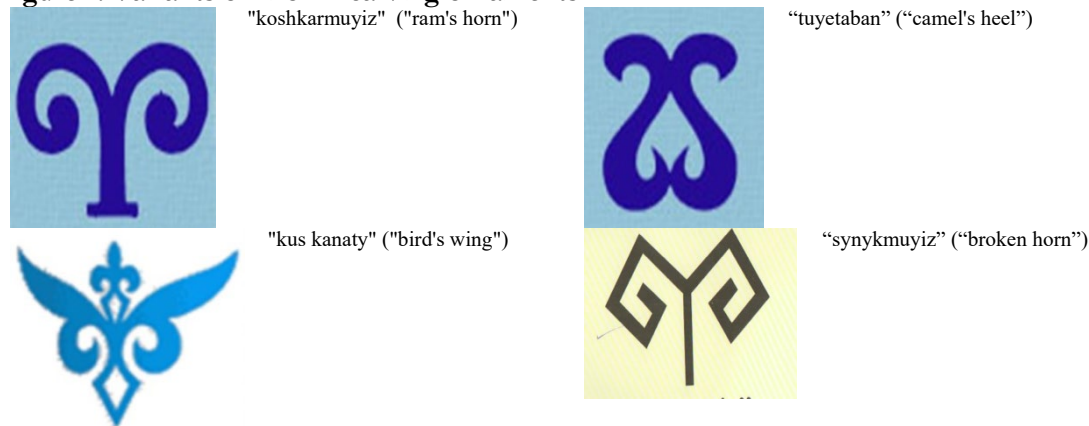 "koshkarmuyiz" ("ram's horn")
“tuyetaban” (“camel's heel”)
"kus kanaty" ("bird's wing")
“synykmuyiz” (“broken horn”)